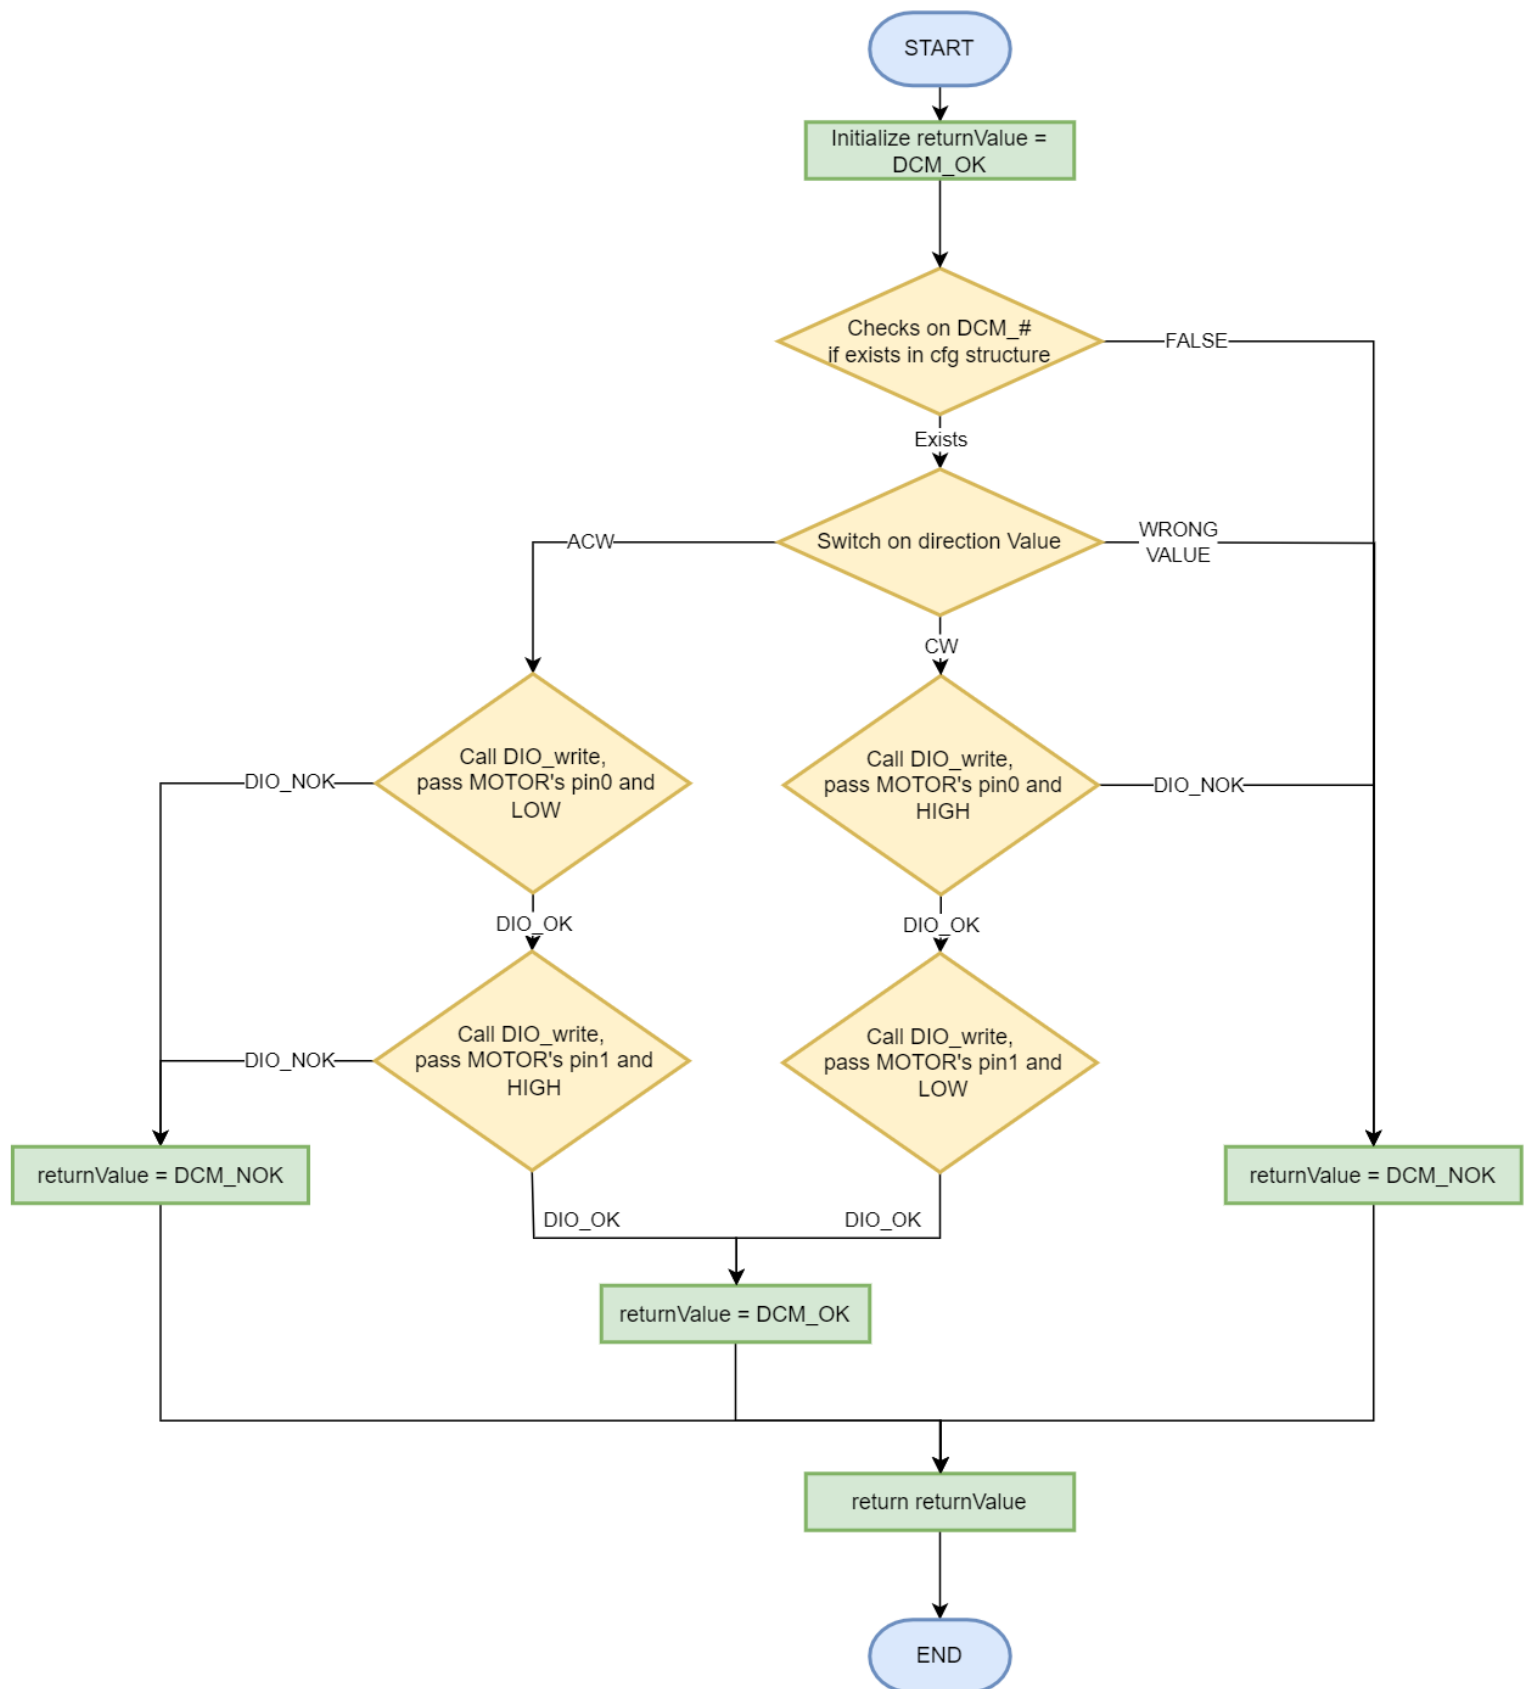 START
Initialize returnValue =
DCM_OK
Checks on DCM_#
if exists in cfg structure
FALSE
Exists
Switch on direction Value
ACW
WRONG
VALUE
CW
Call DIO_write,
pass MOTOR's pin0 and
LOW
DIO_NOK
Call DIO_write,
pass MOTOR's pin0 and
HIGH
DIO_NOK
DIO_OK
DIO_OK
Call DIO_write,
pass MOTOR's pin1 and
HIGH
DIO_NOK
Call DIO_write,
pass MOTOR's pin1 and
LOW
returnValue = DCM_NOK
returnValue = DCM_NOK
DIO_OK
DIO_OK
returnValue = DCM_OK
return returnValue
END